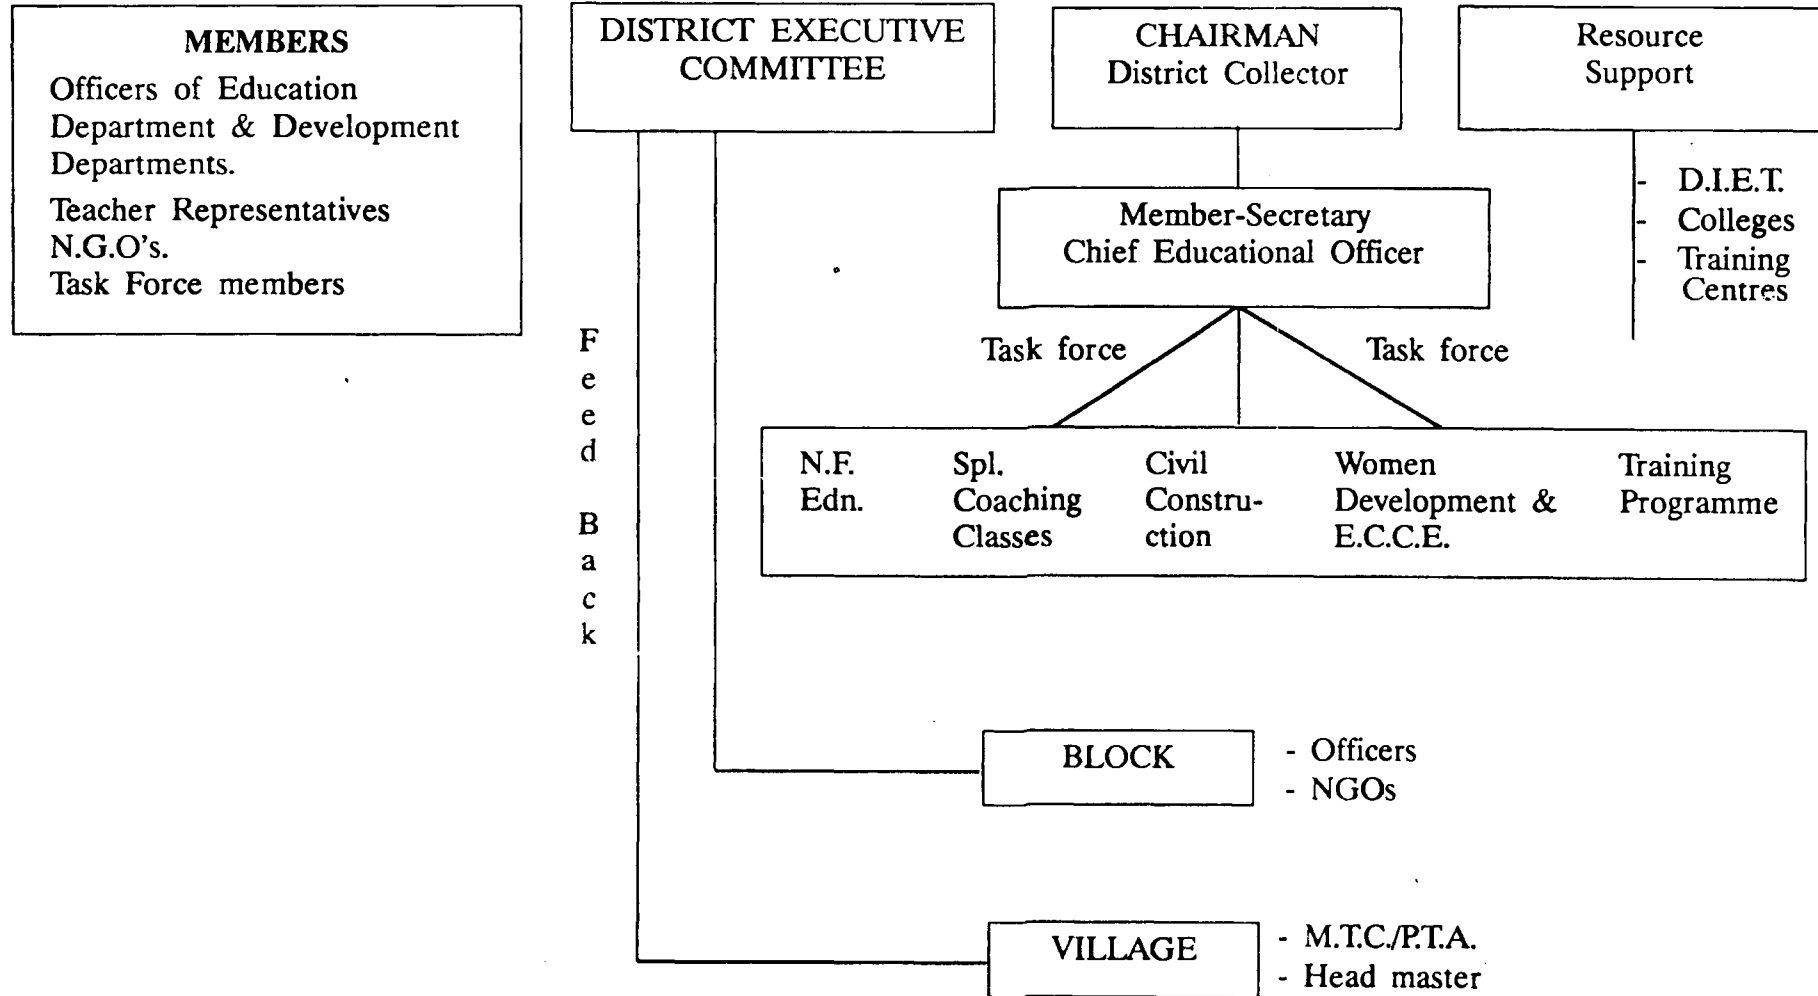 MEMBERS
Officers of Education
Department & Development
Departments.
Teacher Representatives
N.G.O's.
Task Force members
DISTRICT EXECUTIVE
COMMITTEE
CHAIRMAN
District Collector
Resource
Support
- D.I.E.T.
- Colleges
- Training
Centres
Member-Secretary
Chief Educational Officer
Task force
Task force
Feed Back
N.F.
Edn.
Spl.
Coaching
Classes
Civil
Constru-
ction
Women
Development &
E.C.C.E.
Training
Programme
BLOCK
- Officers
- NGOs
VILLAGE
- M.T.C./P.T.A.
- Head master